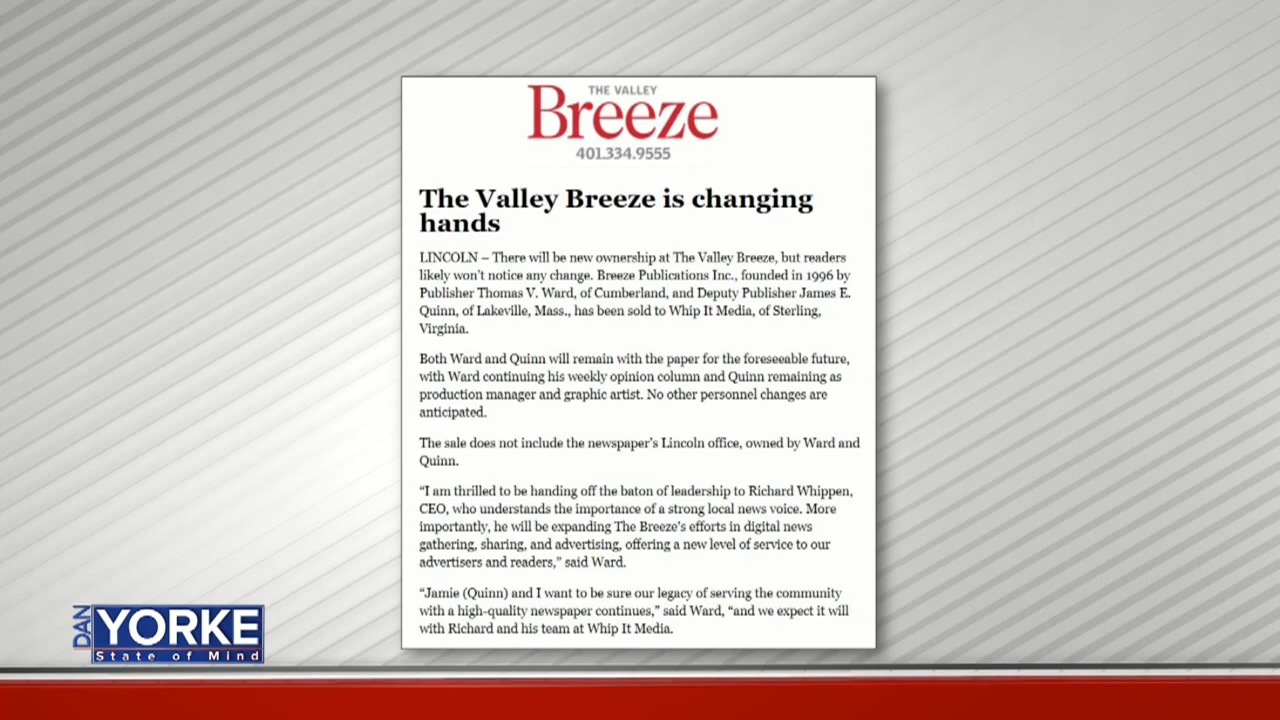 THE VALLEY
Breeze
401.334.9555
The Valley Breeze is changing
hands
LINCOLN – There will be new ownership at The Valley Breeze, but readers
likely won't notice any change. Breeze Publications Inc., founded in 1996 by
Publisher Thomas V. Ward, of Cumberland, and Deputy Publisher James E.
Quinn, of Lakeville, Mass., has been sold to Whip It Media, of Sterling,
Virginia.
Both Ward and Quinn will remain with the paper for the foreseeable future,
with Ward continuing his weekly opinion column and Quinn remaining as
production manager and graphic artist. No other personnel changes are
anticipated.
The sale does not include the newspaper's Lincoln office, owned by Ward and
Quinn.
“I am thrilled to be handing off the baton of leadership to Richard Whippen,
CEO, who understands the importance of a strong local news voice. More
importantly, he will be expanding The Breeze's efforts in digital news
gathering, sharing, and advertising, offering a new level of service to our
advertisers and readers,” said Ward.
“Jamie (Quinn) and I want to be sure our legacy of serving the community
with a high-quality newspaper continues,” said Ward, “and we expect it will
with Richard and his team at Whip It Media.
DAN
YORKE
State of Mind